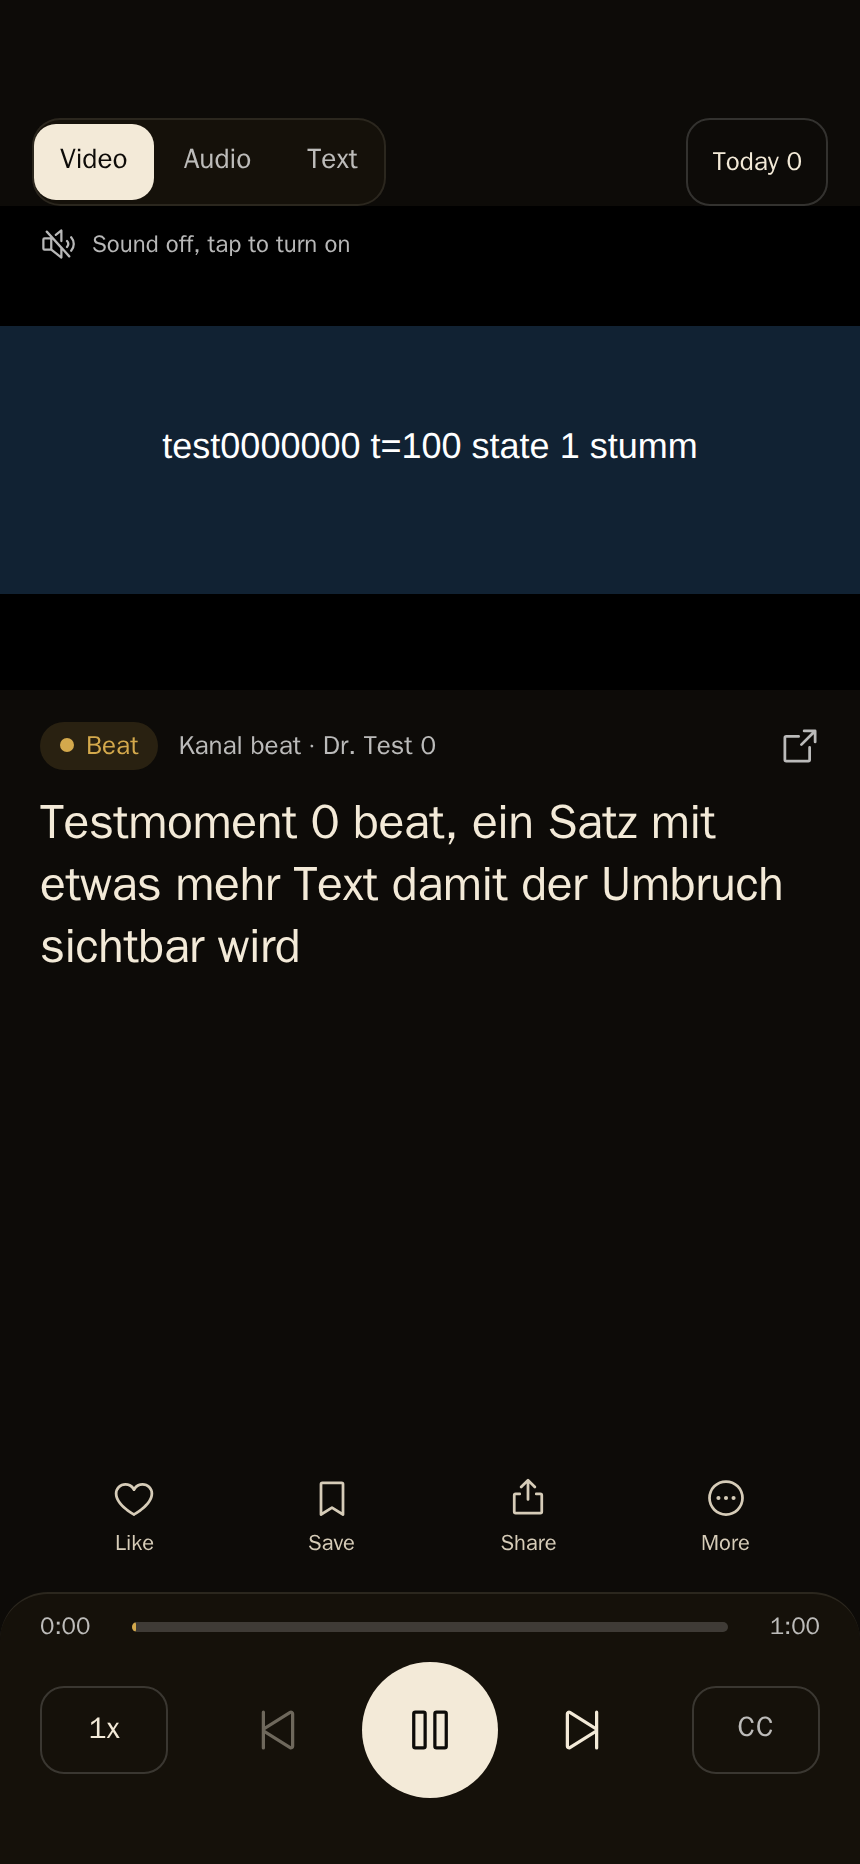 Video Audio Text Today 0
Sound off, tap to turn on
test0000000 t=100 state 1 stumm
Beat Kanal beat · Dr. Test 0
Testmoment 0 beat, ein Satz mit
etwas mehr Text damit der Umbruch
sichtbar wird
Like Save Share More
0:00 1:00
1x CC